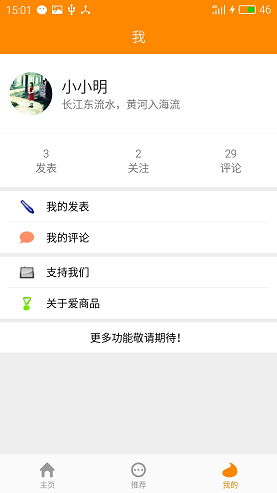 15:01 46
我
小小明
长江东流水，黄河入海流
3 2 29
发表 关注 评论
我的发表
我的评论
支持我们
关于爱商品
更多功能敬请期待！
主页 推荐 我的